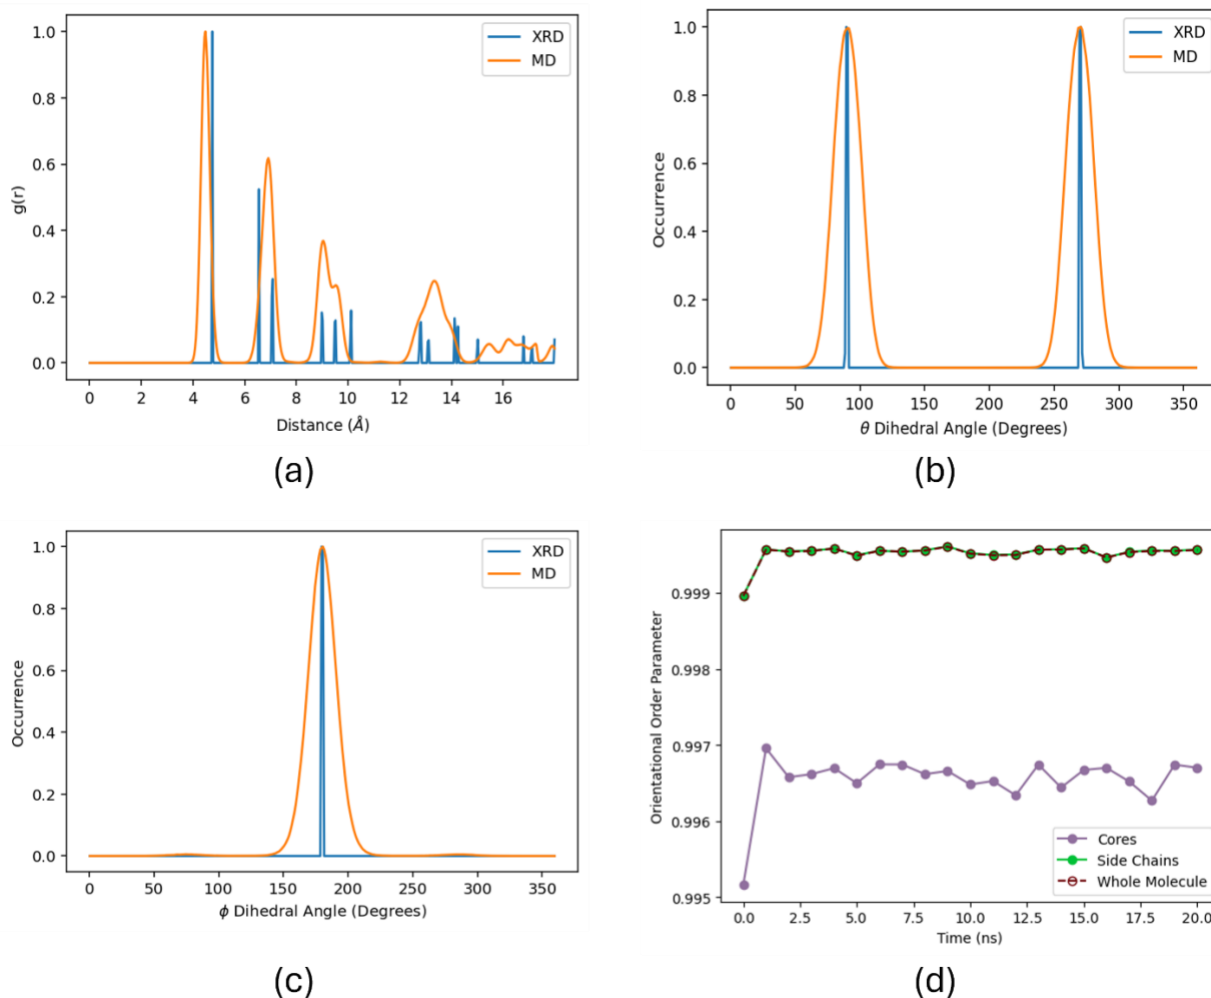 1.0
0.8
0.6
0.4
0.2
0.0
g(r)
XRD
MD
0 2 4 6 8 10 12 14 16
Distance (Å)
(a)
1.0
0.8
0.6
0.4
0.2
0.0
Occurrence
XRD
MD
0 50 100 150 200 250 300 350
θ Dihedral Angle (Degrees)
(b)
1.0
0.8
0.6
0.4
0.2
0.0
Occurrence
XRD
MD
0 50 100 150 200 250 300 350
ϕ Dihedral Angle (Degrees)
(c)
0.999
0.998
0.997
0.996
0.995
Orientational Order Parameter
Cores
Side Chains
Whole Molecule
0.0 2.5 5.0 7.5 10.0 12.5 15.0 17.5 20.0
Time (ns)
(d)